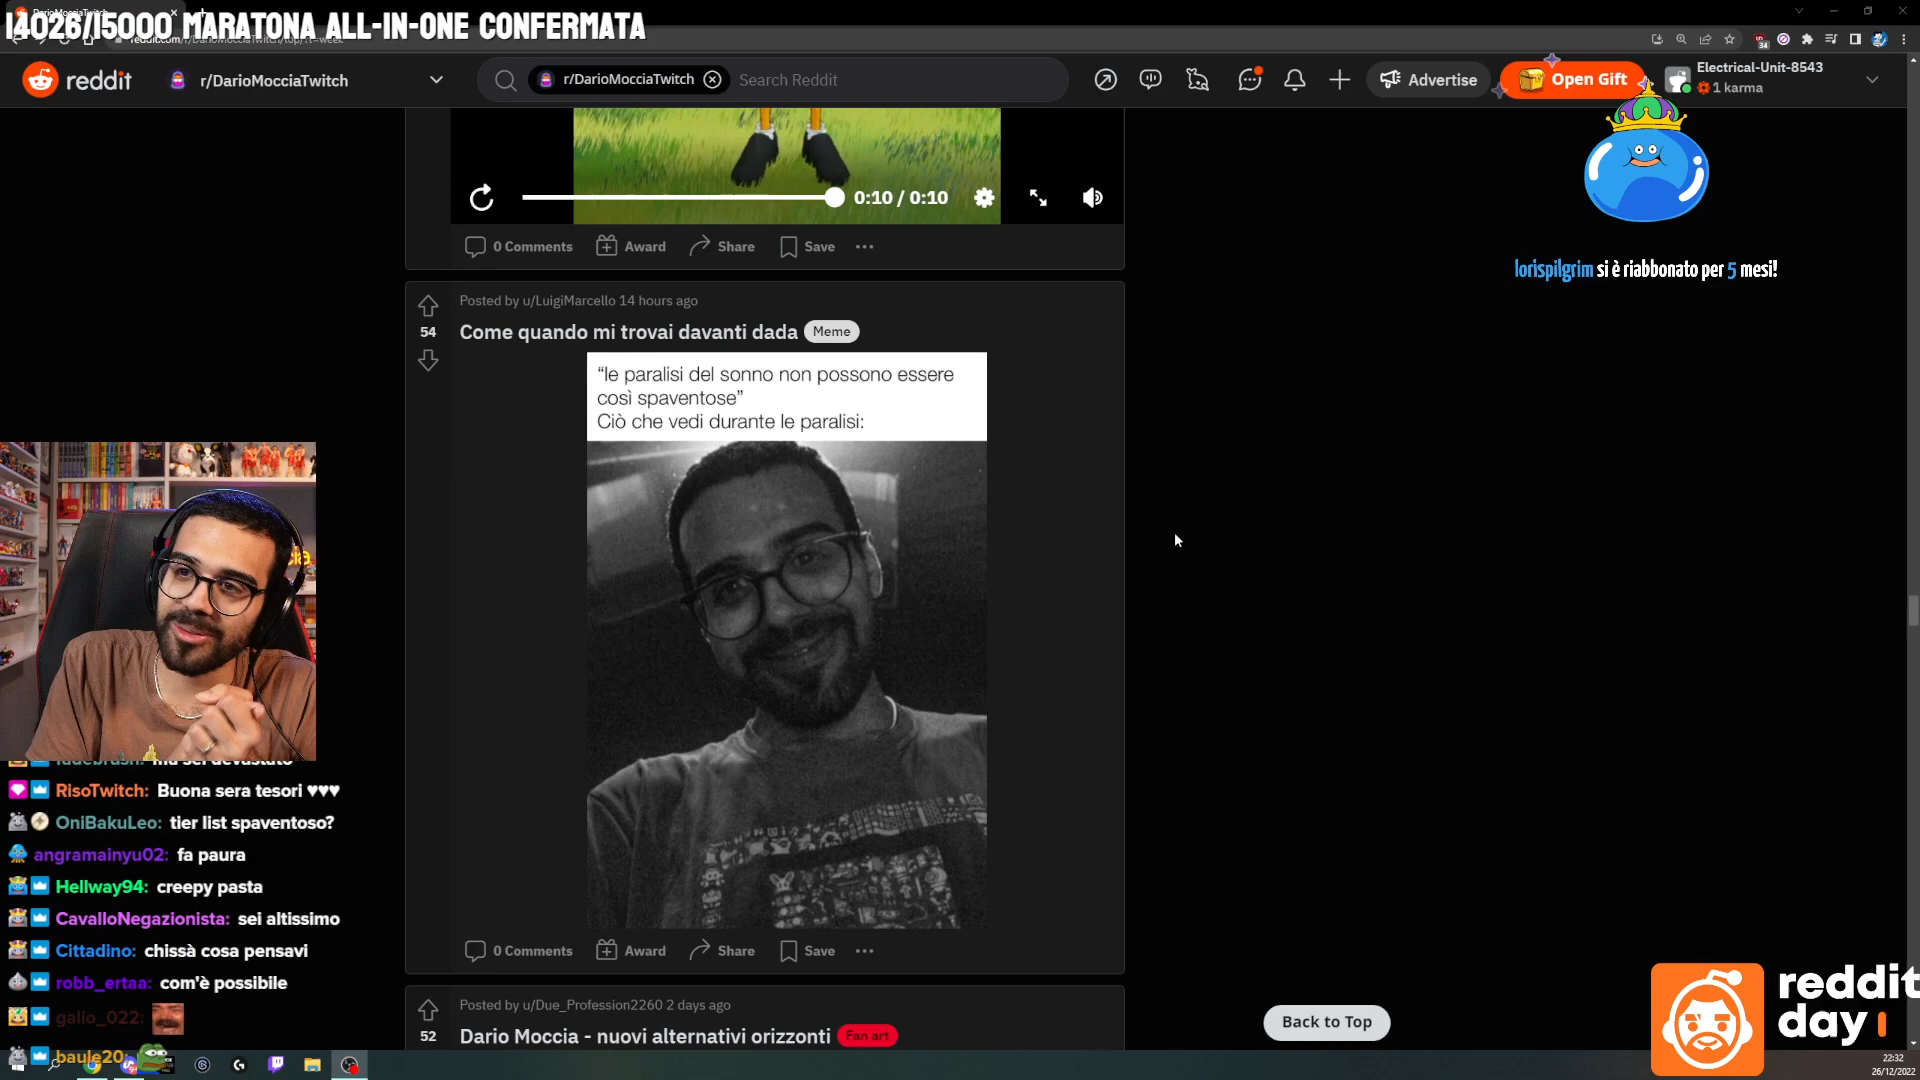 14026/15000 MARATONA ALL-IN-ONE CONFERMATA
reddit
r/DarioMocciaTwitch
r/DarioMocciaTwitch
Search Reddit
Advertise
Open Gift
Electrical-Unit-8543
1 karma
34
0:10 / 0:10
0 Comments
Award
Share
Save
lorispilgrim si è riabbonato per 5 mesi!
54
Posted by u/LuigiMarcello 14 hours ago
Come quando mi trovai davanti dada
Meme
“le paralisi del sonno non possono essere
così spaventose”
Ciò che vedi durante le paralisi:
RisoTwitch: Buona sera tesori ♥♥♥
OniBakuLeo: tier list spaventoso?
angramainyu02: fa paura
Hellway94: creepy pasta
CavalloNegazionista: sei altissimo
Cittadino: chissà cosa pensavi
robb_ertaa: com'è possibile
gallo_022:
baule20:
0 Comments
Award
Share
Save
52
Posted by u/Due_Profession2260 2 days ago
Dario Moccia - nuovi alternativi orizzonti
Fan art
Back to Top
reddit
day
22:32
26/12/2022